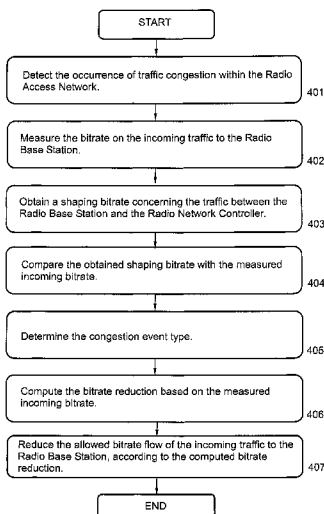 START
Detect the occurrence of traffic congestion within the Radio
Access Network.
401
Measure the bitrate on the incoming traffic to the Radio
Base Station.
402
Obtain a shaping bitrate concerning the traffic between the
Radio Base Station and the Radio Network Controller.
403
Compare the obtained shaping bitrate with the measured
incoming bitrate.
404
Determine the congestion event type.
405
Compute the bitrate reduction based on the measured
incoming bitrate.
406
Reduce the allowed bitrate flow of the incoming traffic to the
Radio Base Station, according to the computed bitrate
reduction.
407
END